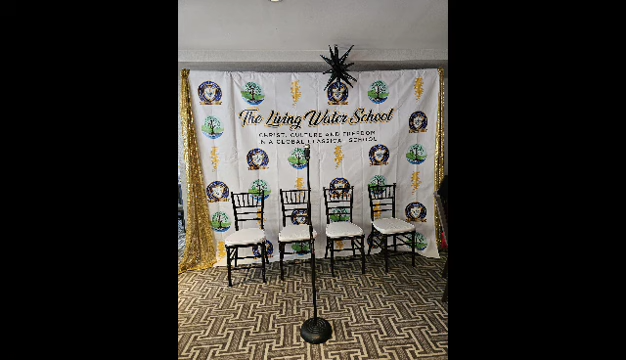 The Living Water School
CHRIST, CULTURE AND FREEDOM
IN A GLOBAL CLASSICAL SCHOOL